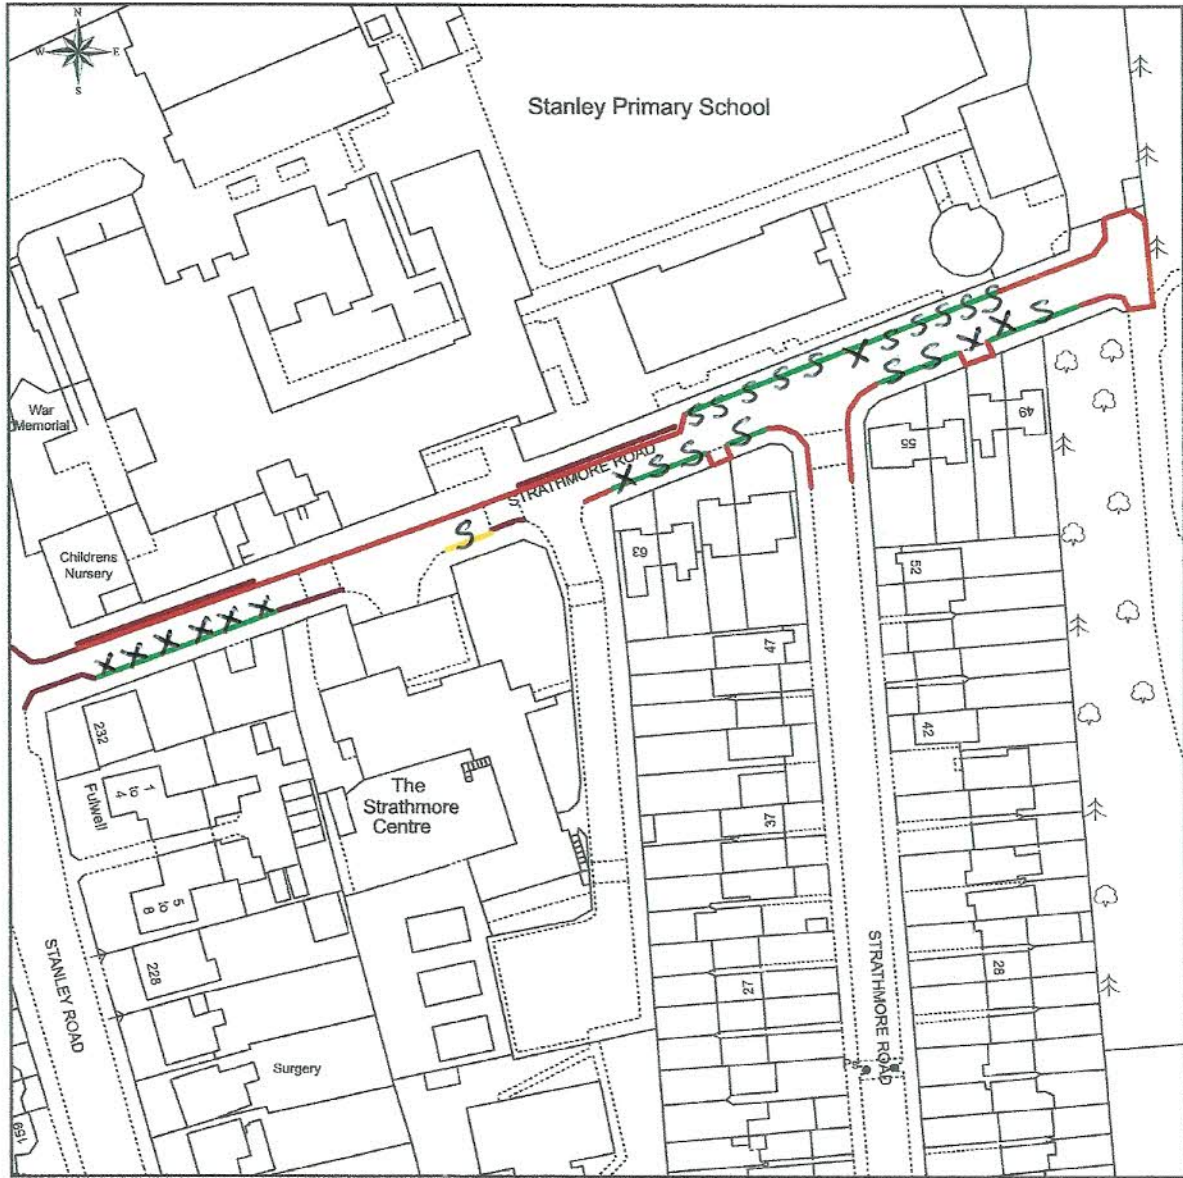 N
W E
S
Stanley Primary School
S S S S S X S S S S S
S S X X S
War
Memorial
49
55
X S S S
STRATHMORE ROAD
S
Childrens
Nursery
63
52
X X X X X X
47
232
42
1
to
4
Fulwell
The
Strathmore
Centre
37
5
to
8
STANLEY ROAD
228
27
STRATHMORE ROAD
28
Surgery
159